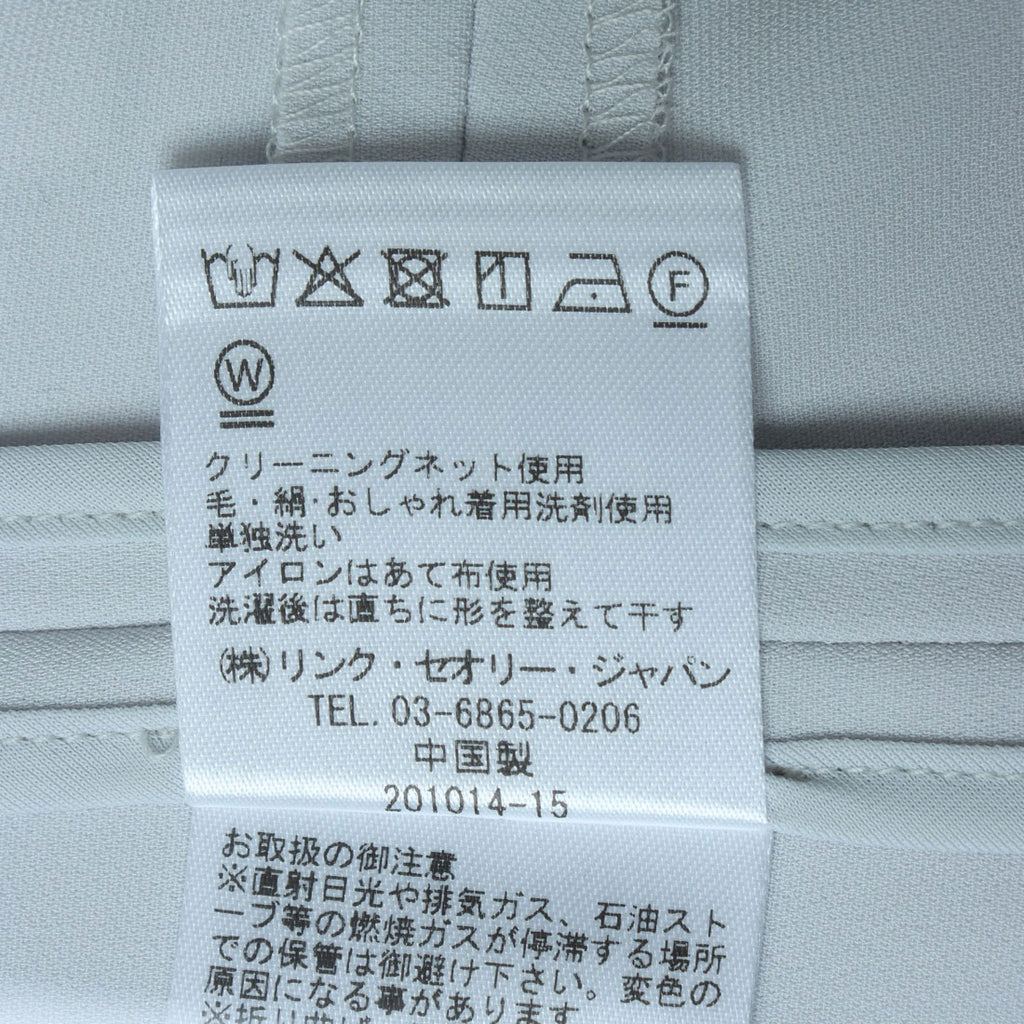 F
W
クリーニングネット使用
毛・絹・おしゃれ着用洗剤使用
単独洗い
アイロンはあて布使用
洗濯後は直ちに形を整えて干す
(株)リンク・セオリー・ジャパン
TEL. 03-6865-0206
中国製
201014-15
お取扱の御注意
※直射日光や排気ガス、石油スト
ーブ等の燃焼ガスが停滞する場所
での保管は御避け下さい。変色の
原因になる事があります